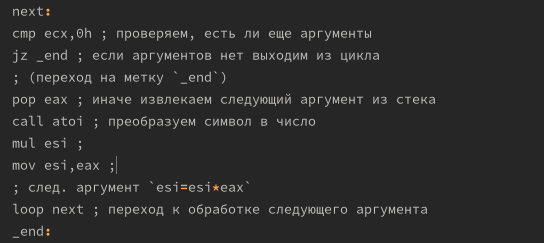 next:
cmp ecx,0h ; проверяем, есть ли еще аргументы
jz _end ; если аргументов нет выходим из цикла
; (переход на метку `_end`)
pop eax ; иначе извлекаем следующий аргумент из стека
call atoi ; преобразуем символ в число
mul esi ;
mov esi,eax ;
; след. аргумент `esi=esi*eax`
loop next ; переход к обработке следующего аргумента
_end: